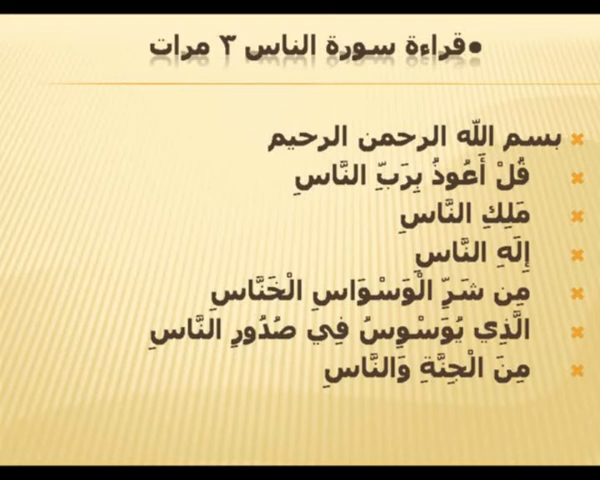 •قراءة سورة الناس ٣ مرات
بسم اللّه الرحمن الرحيم
قُلْ أَعُوذُ بِرَبِّ النَّاسِ
مَلِكِ النَّاسِ
إِلَهِ النَّاسِ
مِن شَرِّ الْوَسْوَاسِ الْخَنَّاسِ
الَّذِي يُوَسْوِسُ فِي صُدُورِ النَّاسِ
مِنَ الْجِنَّةِ وَالنَّاسِ